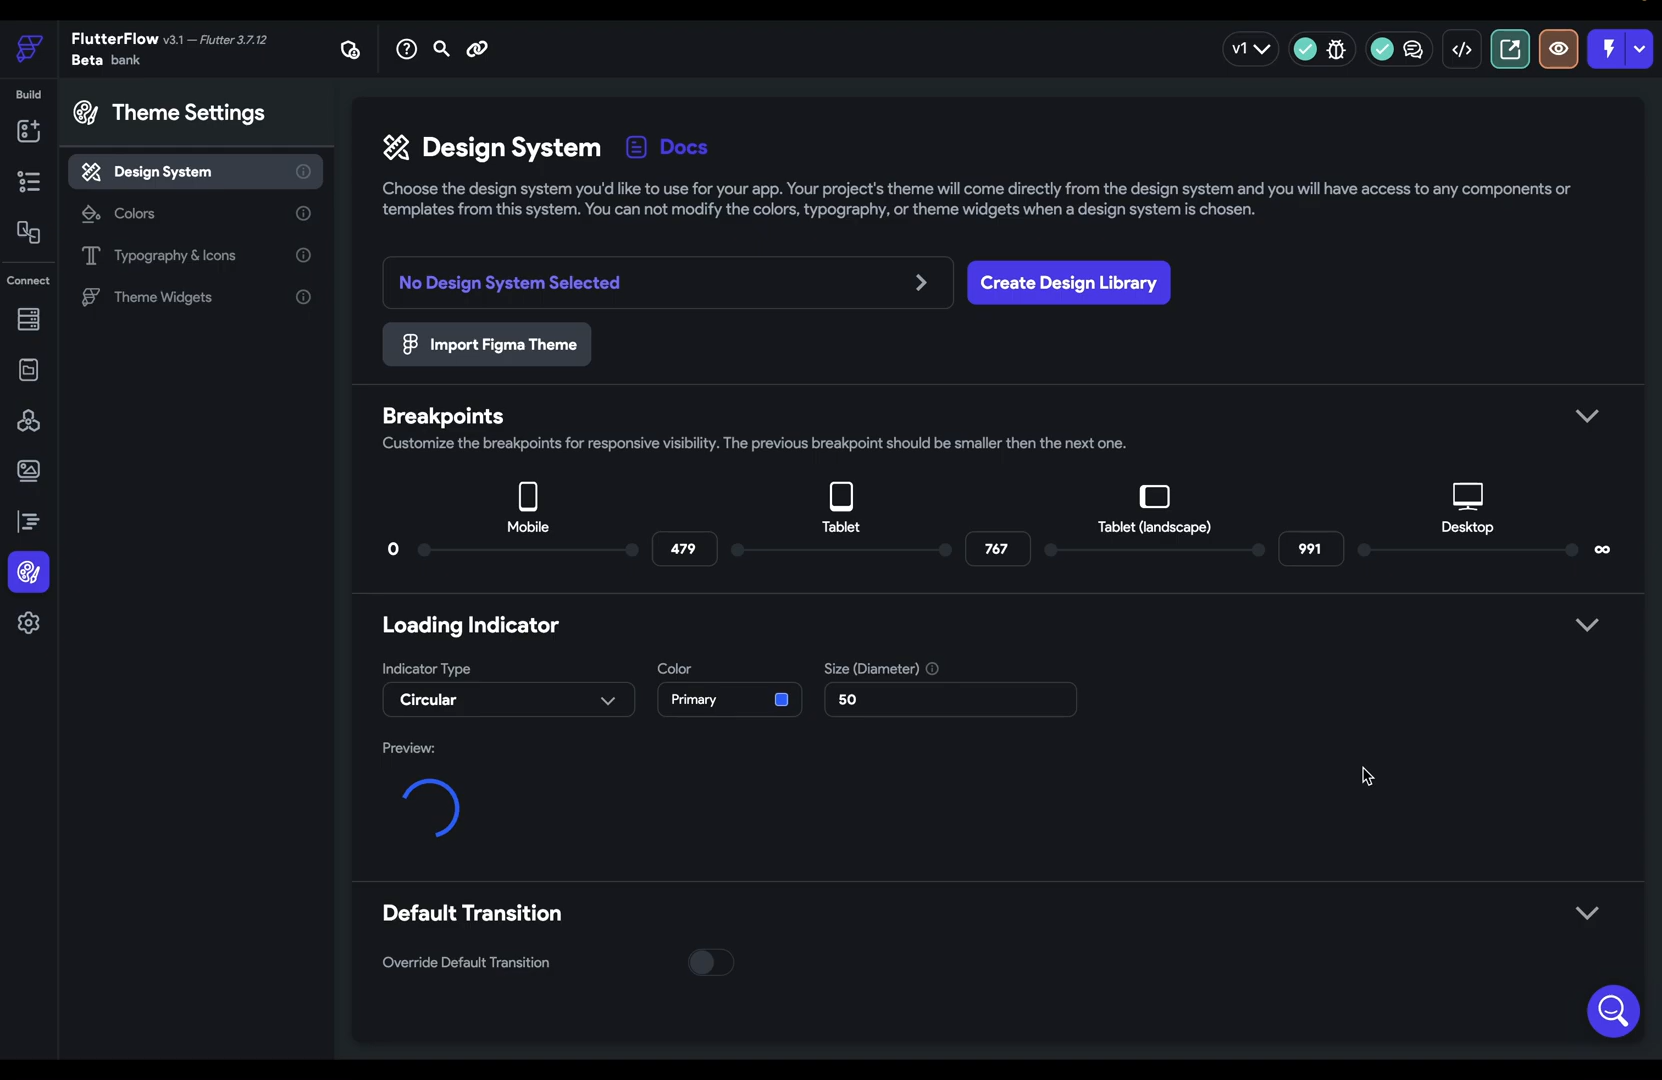 FlutterFlow v3.1 — Flutter 3.7.12
Beta bank
v1
Build
Connect
Theme Settings
Design System
Colors
Typography & Icons
Theme Widgets
Design System Docs
Choose the design system you'd like to use for your app. Your project's theme will come directly from the design system and you will have access to any components or
templates from this system. You can not modify the colors, typography, or theme widgets when a design system is chosen.
No Design System Selected
Create Design Library
Import Figma Theme
Breakpoints
Customize the breakpoints for responsive visibility. The previous breakpoint should be smaller then the next one.
Mobile Tablet Tablet (landscape) Desktop
0 479 767 991 ∞
Loading Indicator
Indicator Type Color Size (Diameter)
Circular Primary 50
Preview:
Default Transition
Override Default Transition